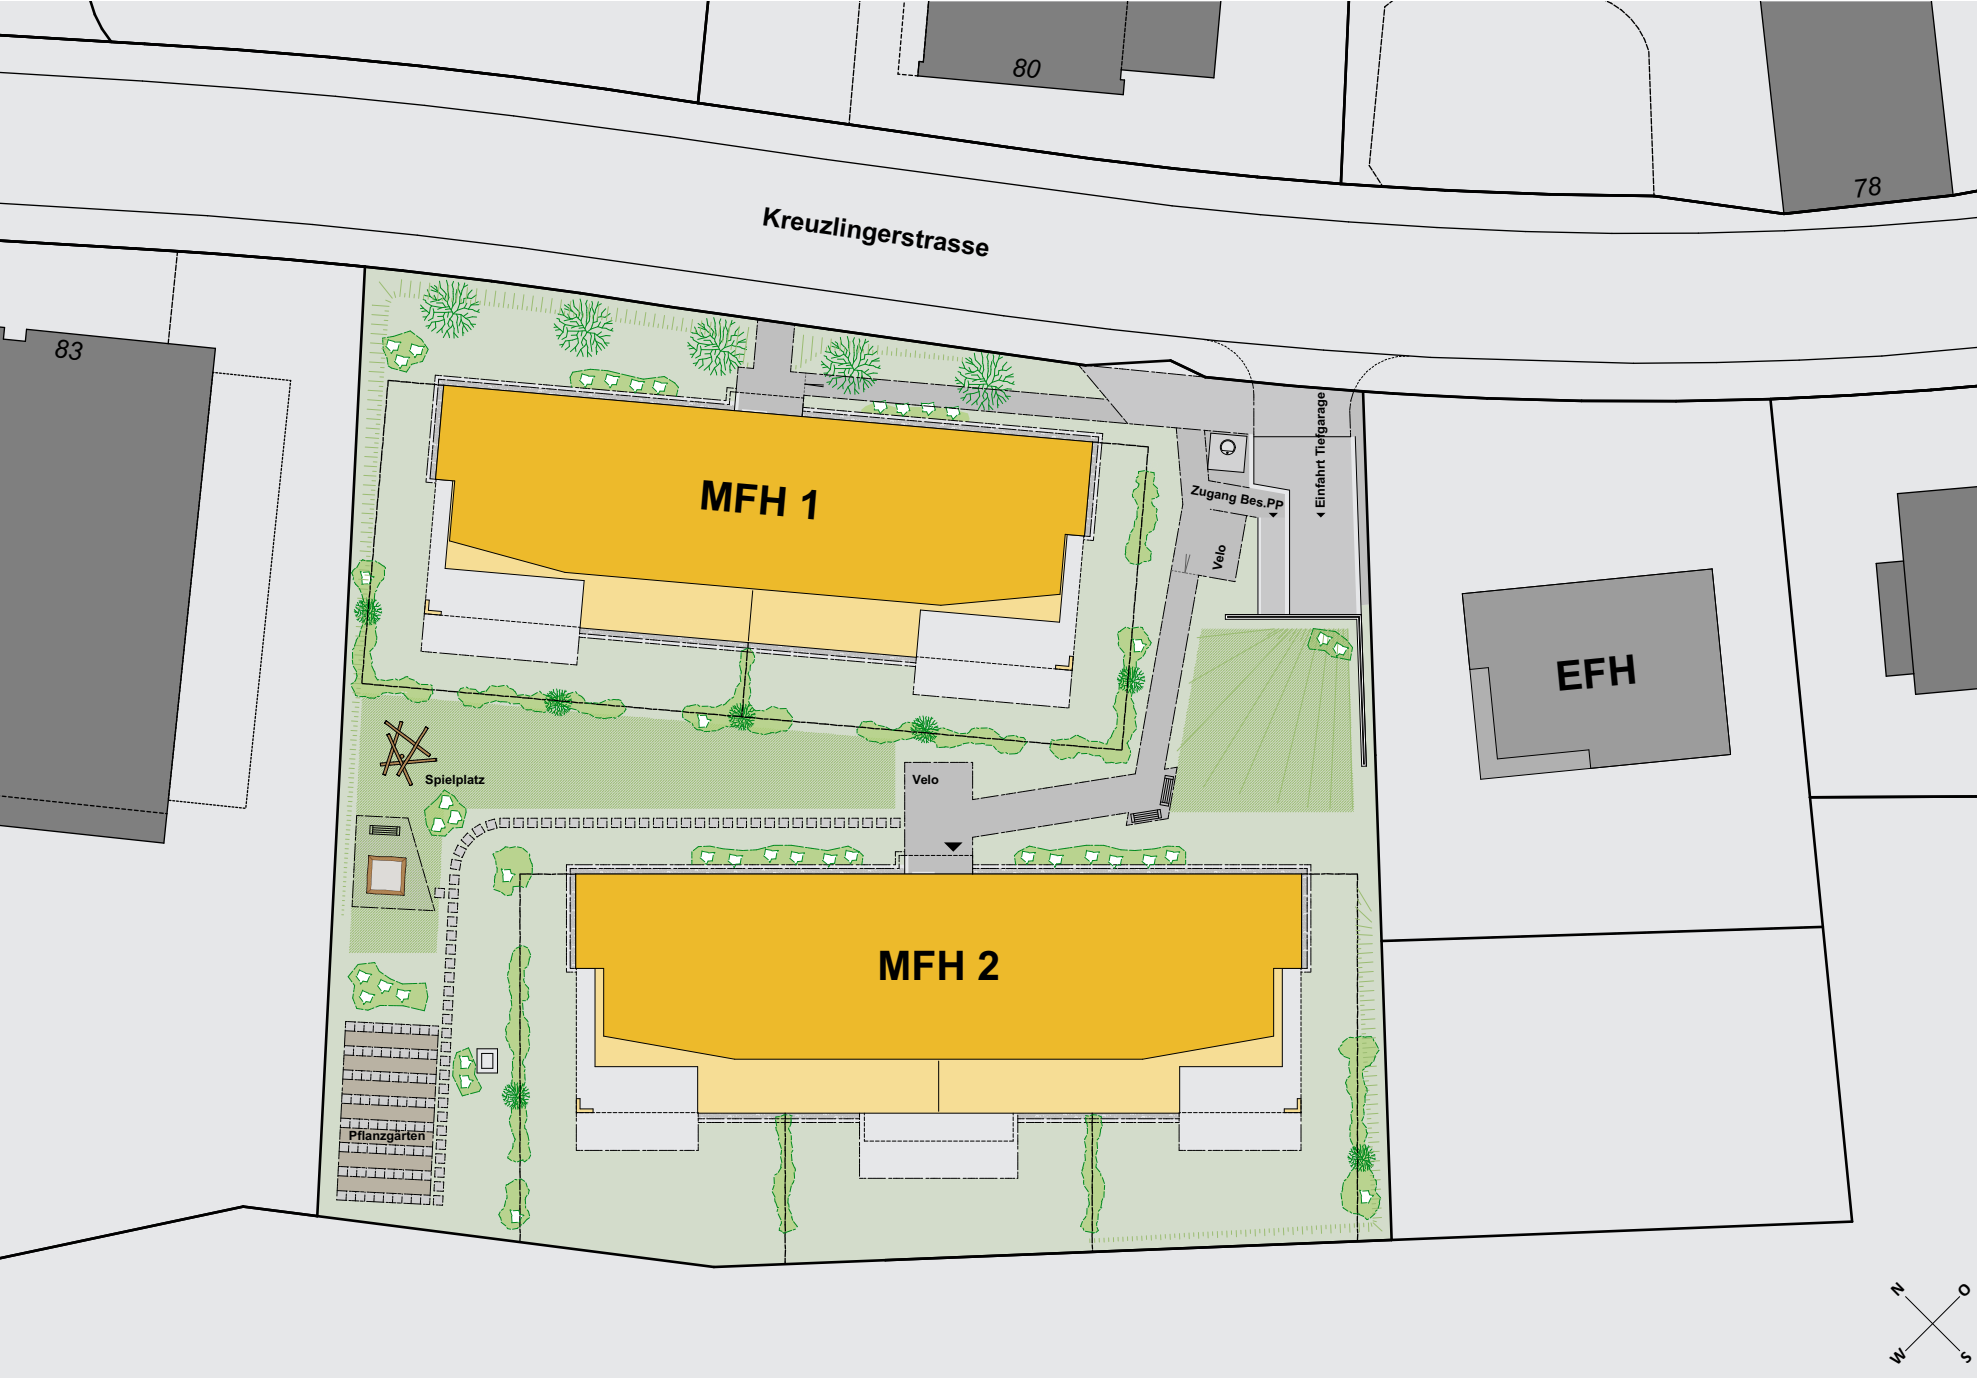 80
78
Kreuzlingerstrasse
83
Einfahrt Tiefgarage
MFH 1
Zugang Bes.PP
Velo
EFH
Spielplatz
Velo
MFH 2
Pflanzgärten
N
O
W
S